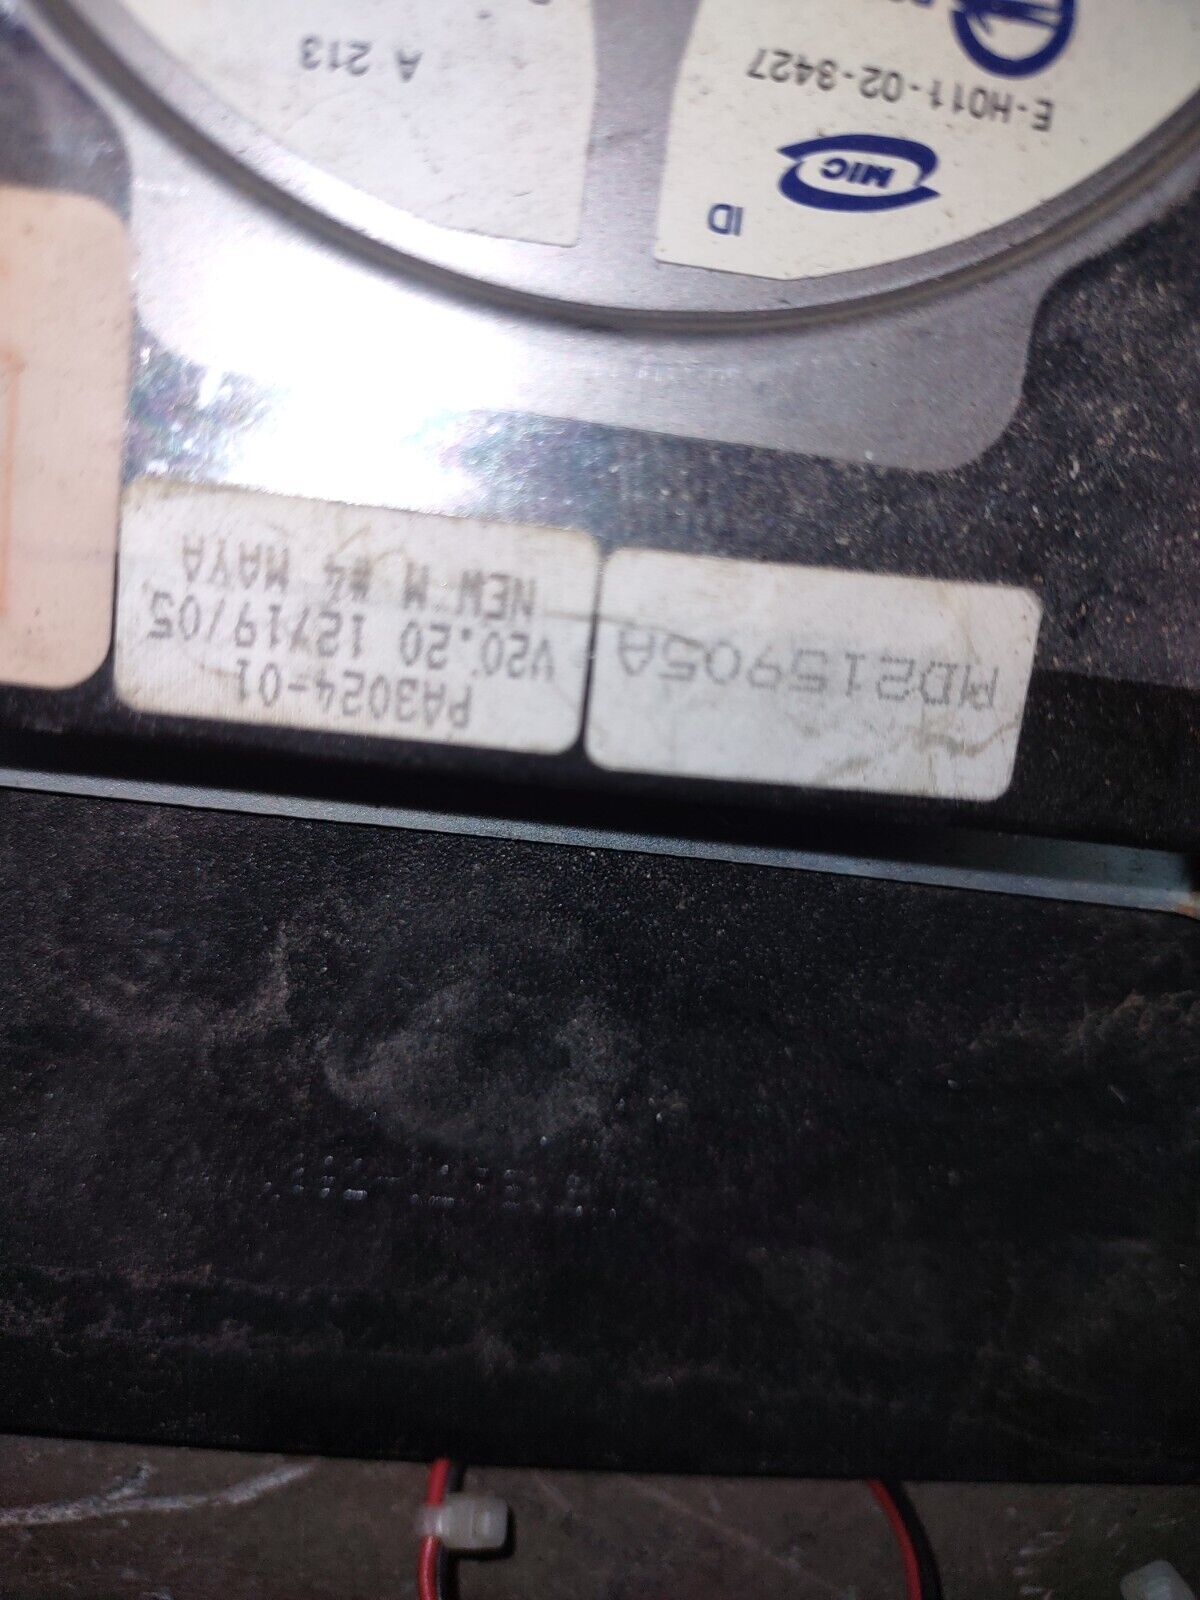 PA3024-01
V20.20 12/19/05
NEW M #4 MAYA
MD215905A
ID
MIC
E-H011-02-3427
A 213